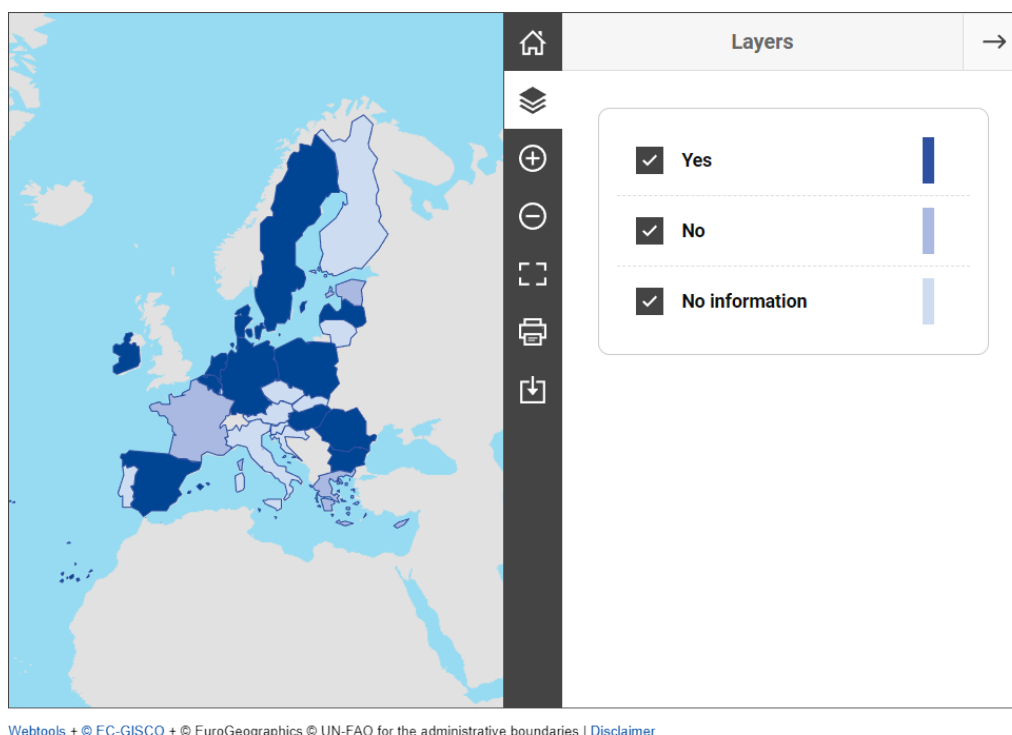 Layers
Yes
No
No information
Webtools + © EC-GISCO + © EuroGeographics © UN-FAO for the administrative boundaries | Disclaimer